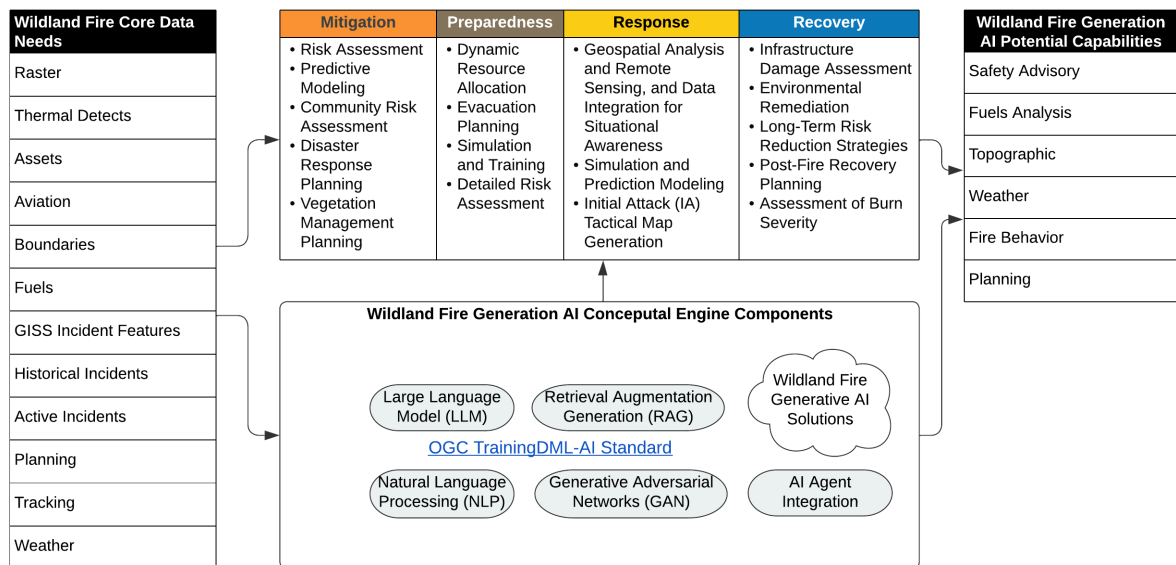 Wildland Fire Core Data
Needs
Raster
Thermal Detects
Assets
Aviation
Boundaries
Fuels
GISS Incident Features
Historical Incidents
Active Incidents
Planning
Tracking
Weather
Mitigation
• Risk Assessment
• Predictive
Modeling
• Community Risk
Assessment
• Disaster
Response
Planning
• Vegetation
Management
Planning
Preparedness
• Dynamic
Resource
Allocation
• Evacuation
Planning
• Simulation
and Training
• Detailed Risk
Assessment
Response
• Geospatial Analysis
and Remote
Sensing, and Data
Integration for
Situational
Awareness
• Simulation and
Prediction Modeling
• Initial Attack (IA)
Tactical Map
Generation
Recovery
• Infrastructure
Damage Assessment
• Environmental
Remediation
• Long-Term Risk
Reduction Strategies
• Post-Fire Recovery
Planning
• Assessment of Burn
Severity
Wildland Fire Generation AI Conceputal Engine Components
Large Language
Model (LLM)
Retrieval Augmentation
Generation (RAG)
Wildland Fire
Generative AI
Solutions
OGC TrainingDML-AI Standard
Natural Language
Processing (NLP)
Generative Adversarial
Networks (GAN)
AI Agent
Integration
Wildland Fire Generation
AI Potential Capabilities
Safety Advisory
Fuels Analysis
Topographic
Weather
Fire Behavior
Planning